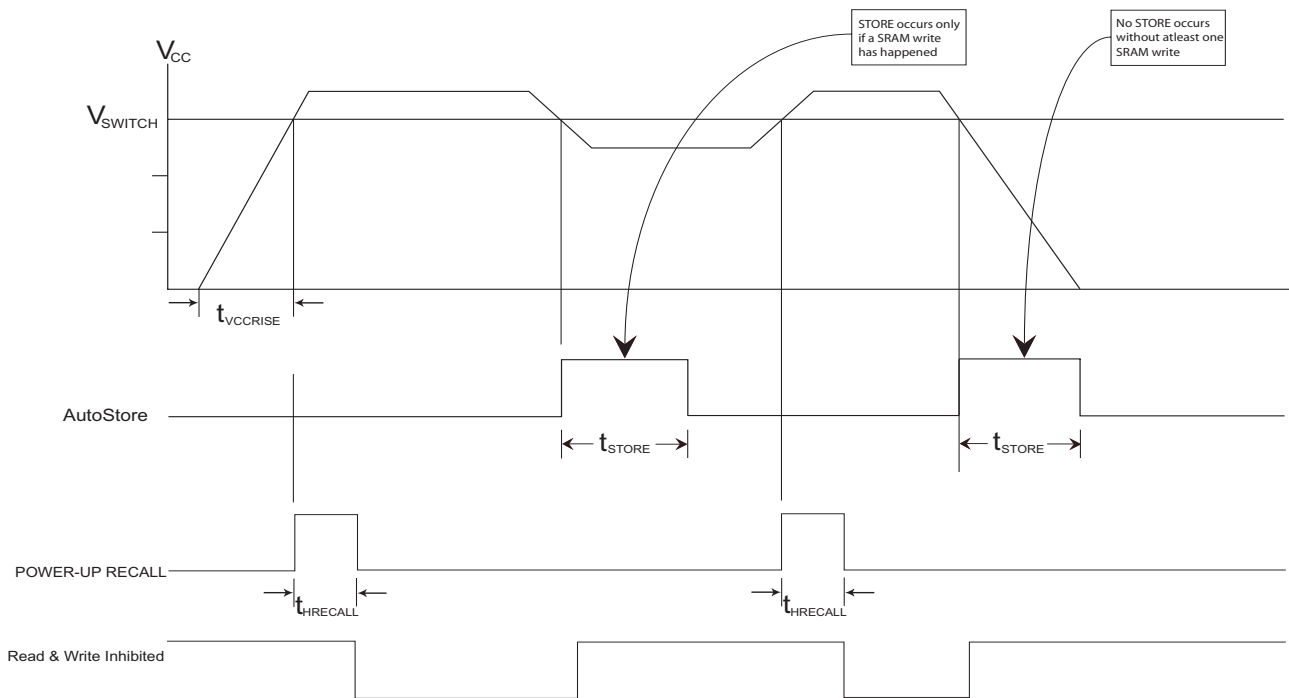 STORE occurs only
if a SRAM write
has happened
No STORE occurs
without atleast one
SRAM write
VCC
VSWITCH
tVCCRISE
AutoStore
tSTORE
tSTORE
POWER-UP RECALL
tHRECALL
tHRECALL
Read & Write Inhibited